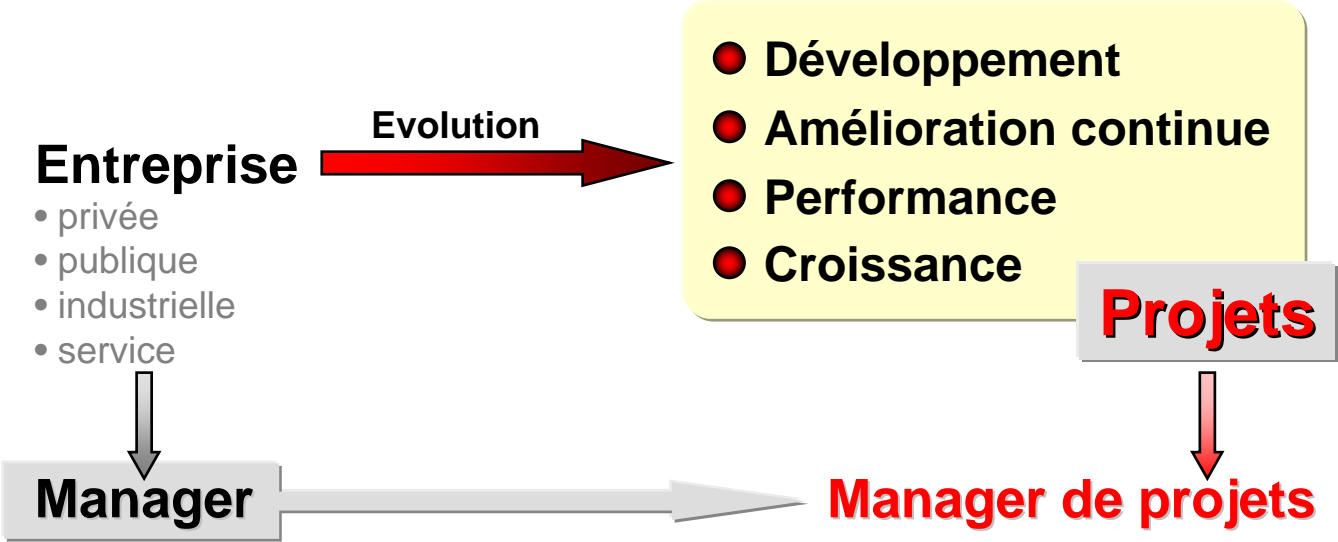 Evolution
Entreprise
• privée
• publique
• industrielle
• service
Développement
Amélioration continue
Performance
Croissance
Projets
Manager
Manager de projets